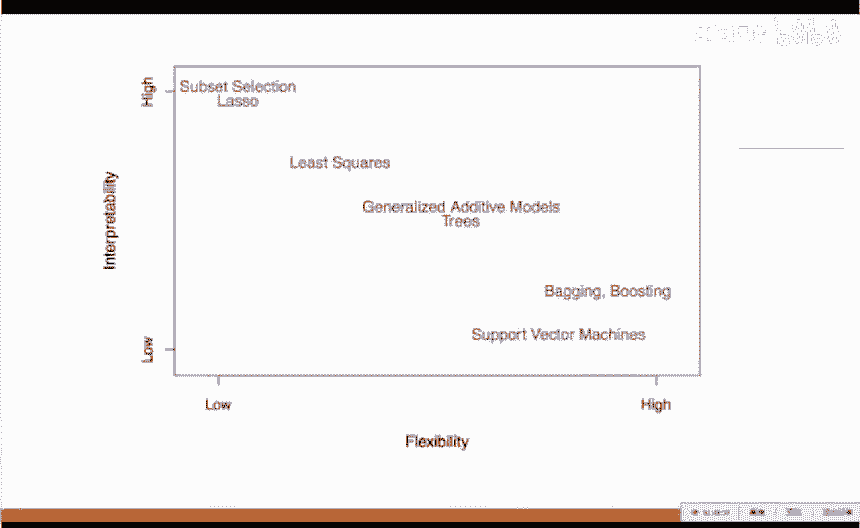 High
Subset Selection
Lasso
Least Squares
Interpretability
Generalized Additive Models
Trees
Bagging, Boosting
Support Vector Machines
Low
Low
High
Flexibility